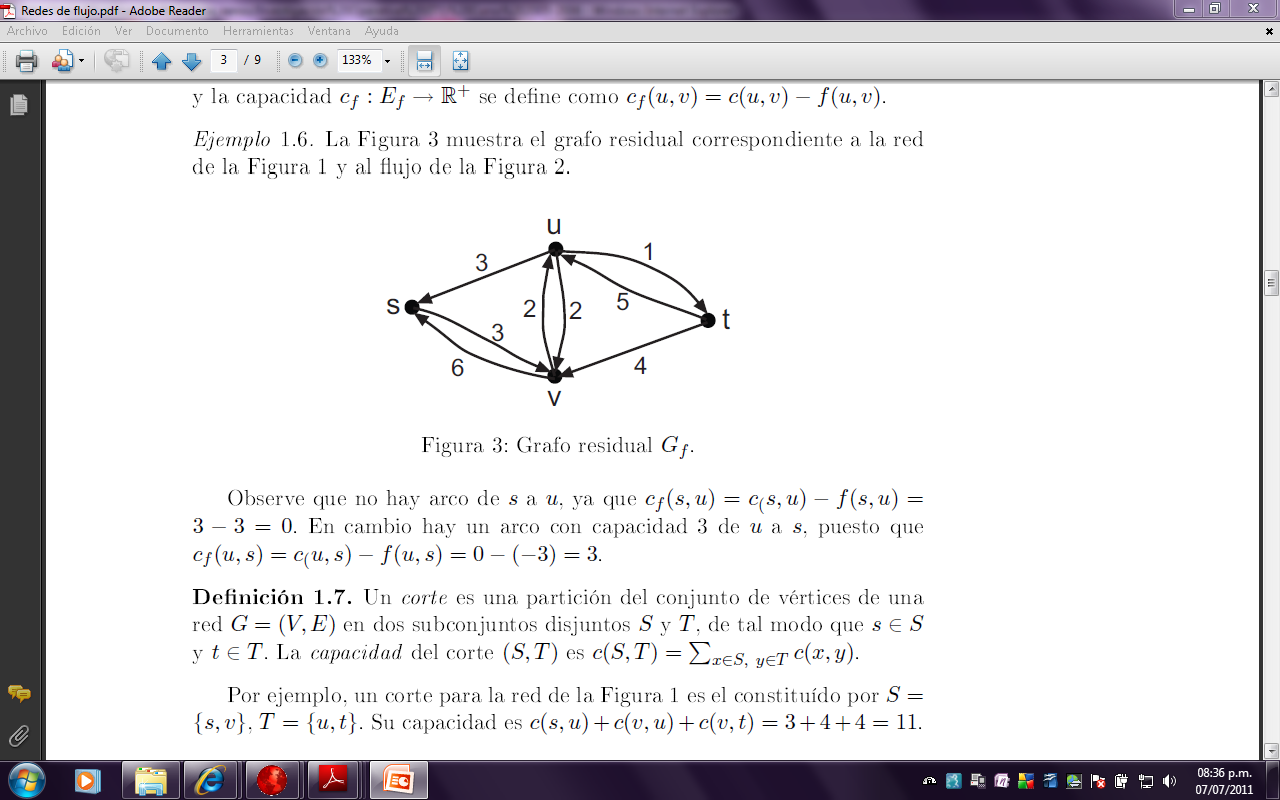 Redes de flujo.pdf - Adobe Reader
Archivo Edición Ver Documento Herramientas Ventana Ayuda
3 / 9 133%
y la capacidad c_f : E_f → ℝ⁺ se define como c_f(u, v) = c(u, v) − f(u, v).
Ejemplo 1.6. La Figura 3 muestra el grafo residual correspondiente a la red
de la Figura 1 y al flujo de la Figura 2.
u
1
3
5
s
2
2
t
3
6
4
v
Figura 3: Grafo residual G_f.
Observe que no hay arco de s a u, ya que c_f(s, u) = c₍s, u) − f(s, u) =
3 − 3 = 0. En cambio hay un arco con capacidad 3 de u a s, puesto que
c_f(u, s) = c₍u, s) − f(u, s) = 0 − (−3) = 3.
Definición 1.7. Un corte es una partición del conjunto de vértices de una
red G = (V, E) en dos subconjuntos disjuntos S y T, de tal modo que s ∈ S
y t ∈ T. La capacidad del corte (S, T) es c(S, T) = ∑_{x∈S, y∈T} c(x, y).
Por ejemplo, un corte para la red de la Figura 1 es el constituído por S =
{s, v}, T = {u, t}. Su capacidad es c(s, u) + c(v, u) + c(v, t) = 3 + 4 + 4 = 11.
08:36 p.m.
07/07/2011